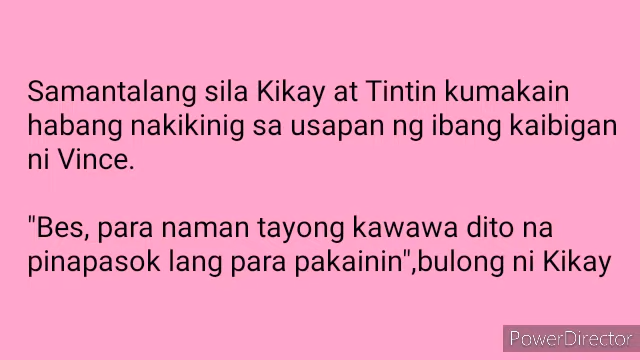 Samantalang sila Kikay at Tintin kumakain
habang nakikinig sa usapan ng ibang kaibigan
ni Vince.
"Bes, para naman tayong kawawa dito na
pinapasok lang para pakainin",bulong ni Kikay
PowerDirector